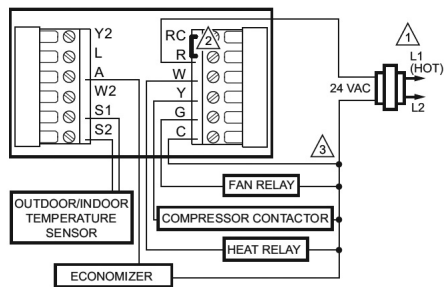 Y2
L
A
W2
S1
S2
RC
R
W
Y
G
C
2
1
L1
(HOT)
24 VAC
L2
3
FAN RELAY
OUTDOOR/INDOOR
TEMPERATURE
SENSOR
COMPRESSOR CONTACTOR
HEAT RELAY
ECONOMIZER